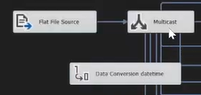 Flat File Source
Multicast
Data Conversion datetime